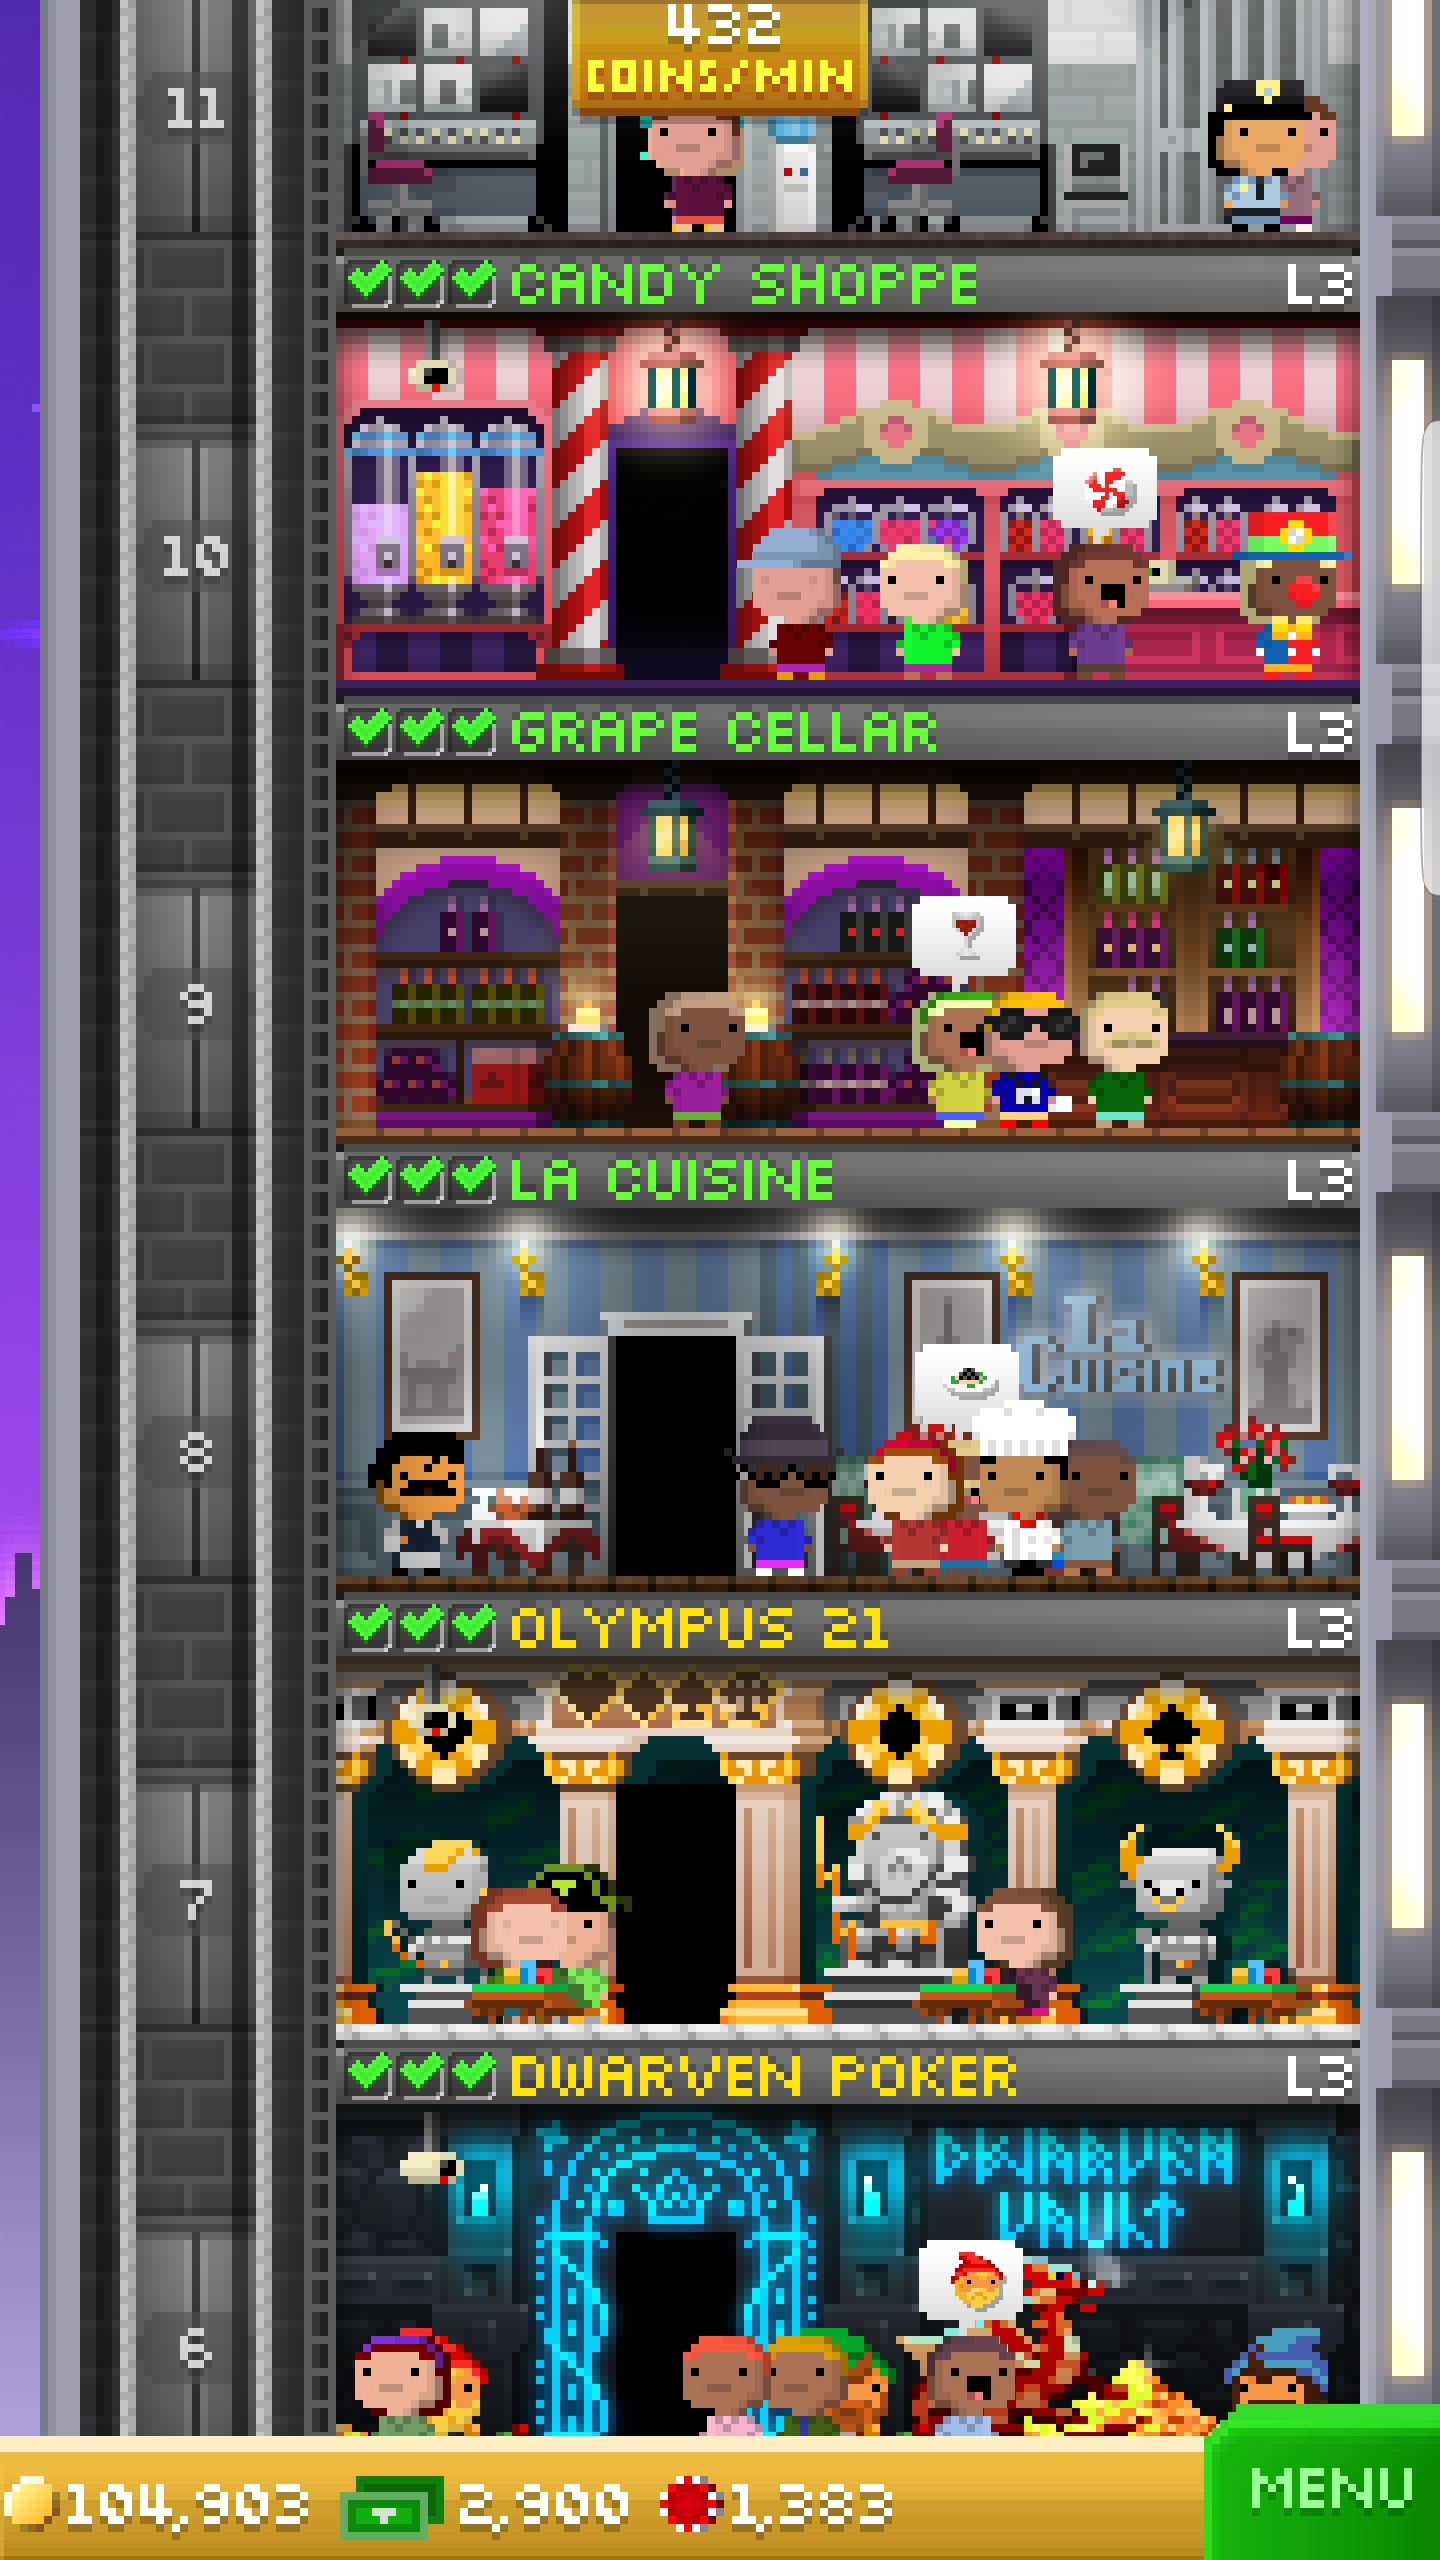 432
COINS/MIN
11
CANDY SHOPPE L3
10
GRAPE CELLAR L3
9
LA CUISINE L3
La
Cuisine
8
OLYMPUS 21 L3
7
DWARVEN POKER L3
DWARVEN
VAULT
6
104,903 2,900 1,383
MENU